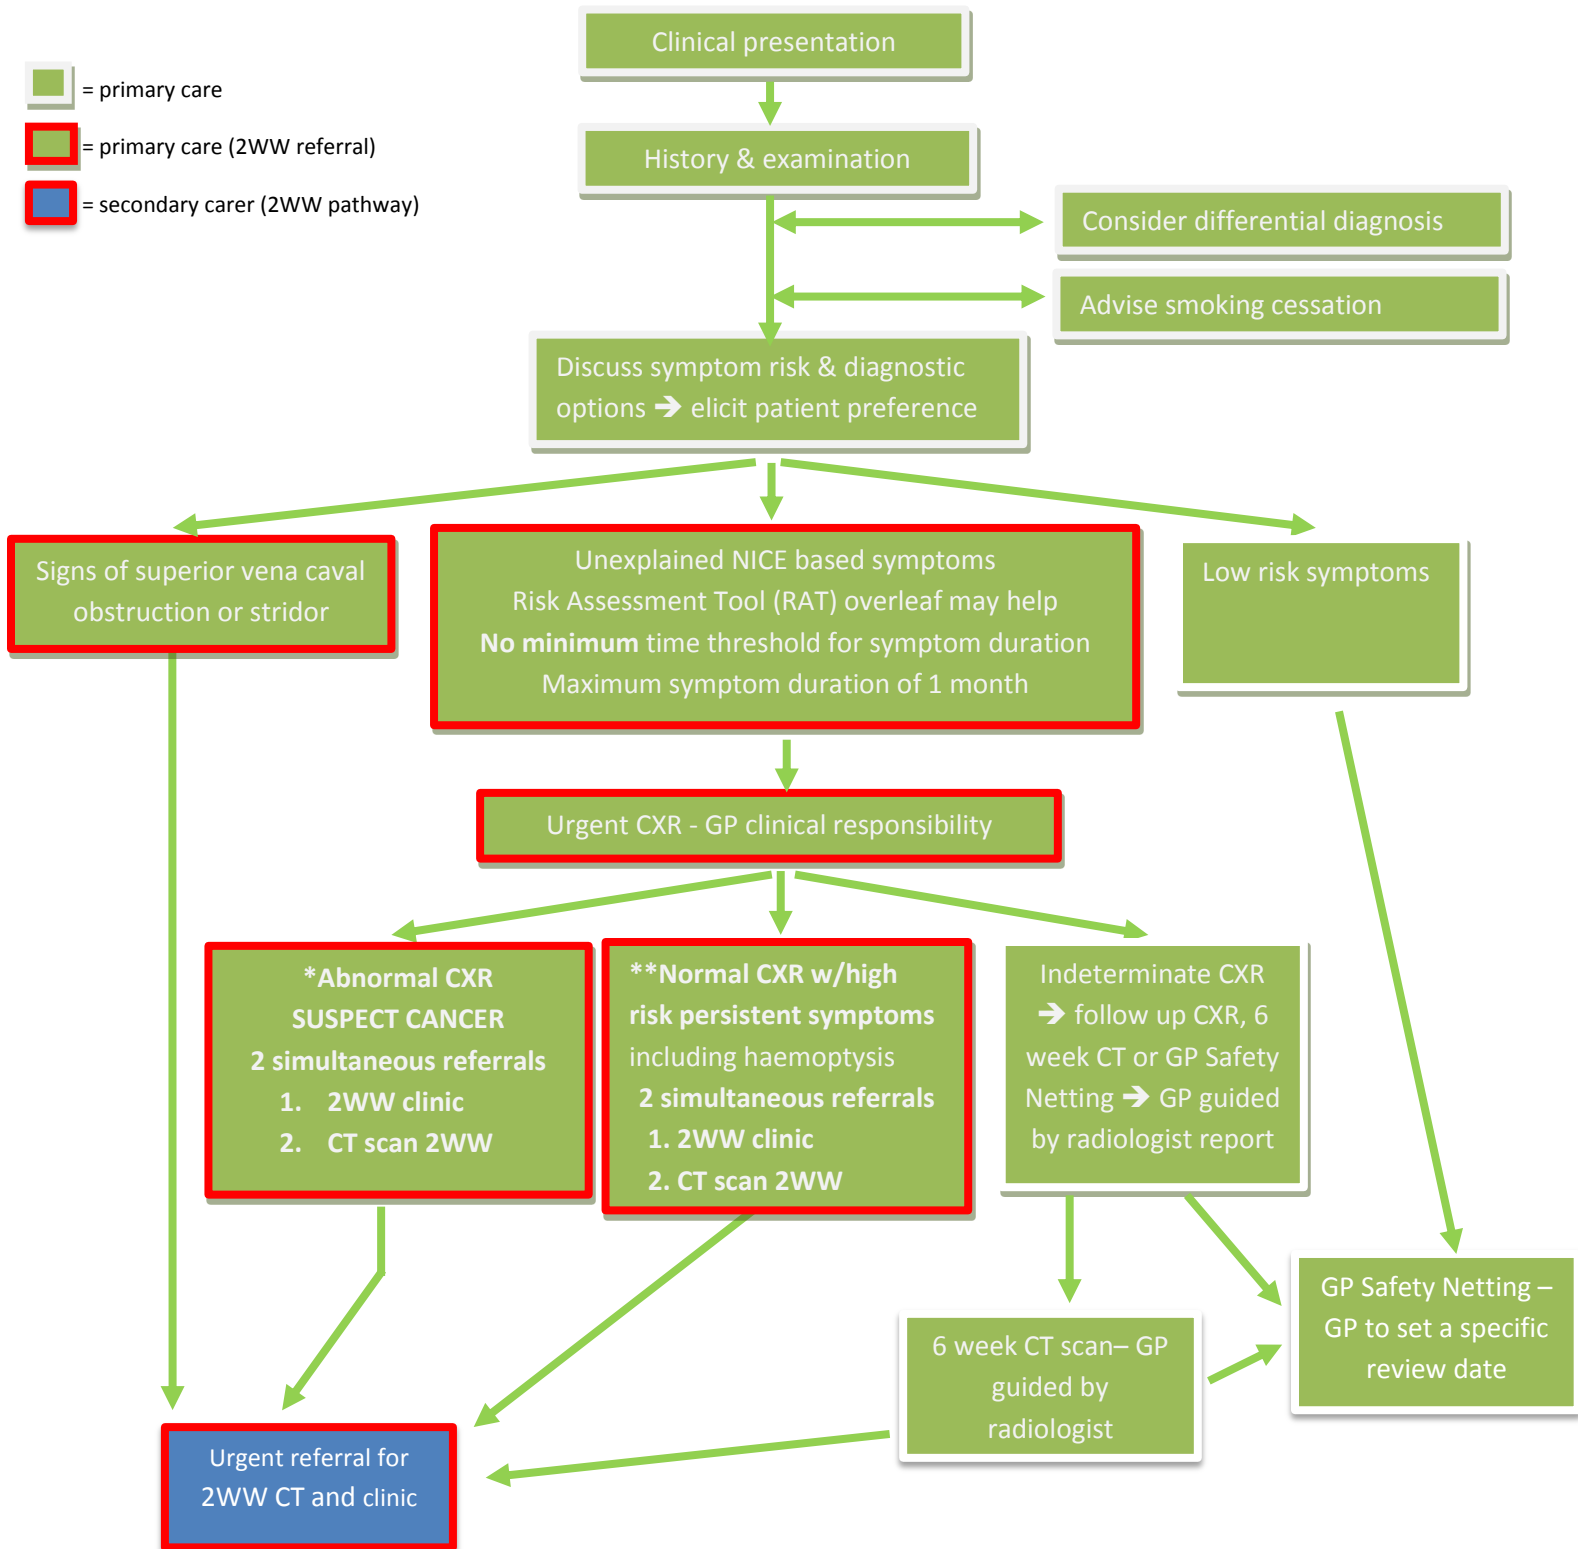 Clinical presentation
= primary care
= primary care (2WW referral)
= secondary carer (2WW pathway)
History & examination
Consider differential diagnosis
Advise smoking cessation
Discuss symptom risk & diagnostic
options ➔ elicit patient preference
Signs of superior vena caval
obstruction or stridor
Unexplained NICE based symptoms
Risk Assessment Tool (RAT) overleaf may help
No minimum time threshold for symptom duration
Maximum symptom duration of 1 month
Low risk symptoms
Urgent CXR - GP clinical responsibility
*Abnormal CXR
SUSPECT CANCER
2 simultaneous referrals
1. 2WW clinic
2. CT scan 2WW
**Normal CXR w/high
risk persistent symptoms
including haemoptysis
2 simultaneous referrals
1. 2WW clinic
2. CT scan 2WW
Indeterminate CXR
➔ follow up CXR, 6
week CT or GP Safety
Netting ➔ GP guided
by radiologist report
GP Safety Netting –
GP to set a specific
review date
6 week CT scan– GP
guided by
radiologist
Urgent referral for
2WW CT and clinic